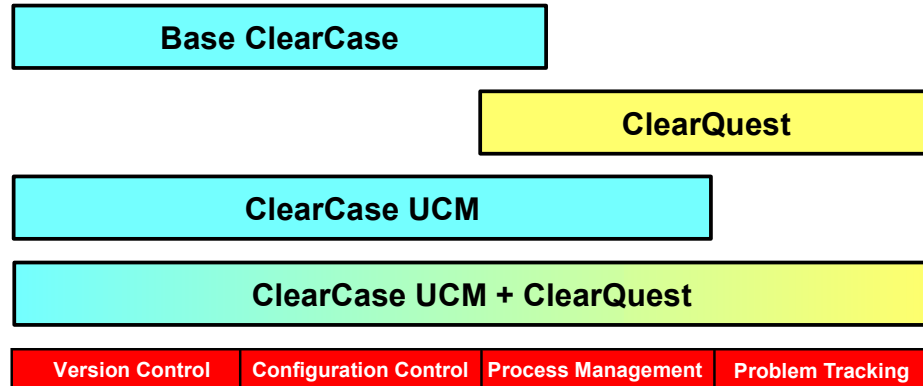 Base ClearCase
ClearQuest
ClearCase UCM
ClearCase UCM + ClearQuest
Version Control Configuration Control Process Management Problem Tracking